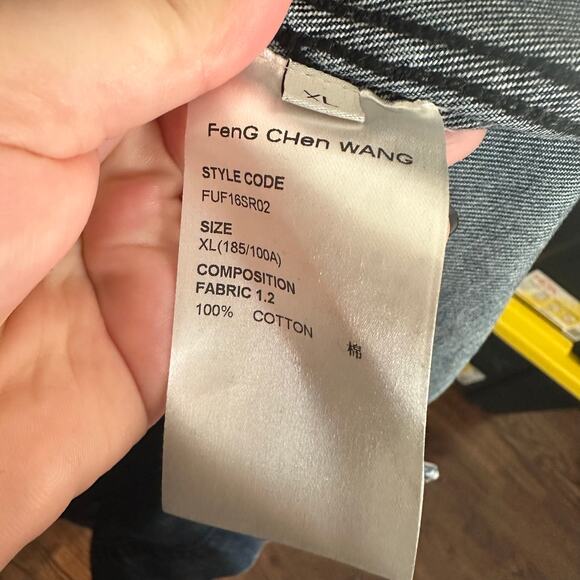 XL
FenG CHen WANG
STYLE CODE
FUF16SR02
SIZE
XL(185/100A)
COMPOSITION
FABRIC 1.2
100% COTTON 棉